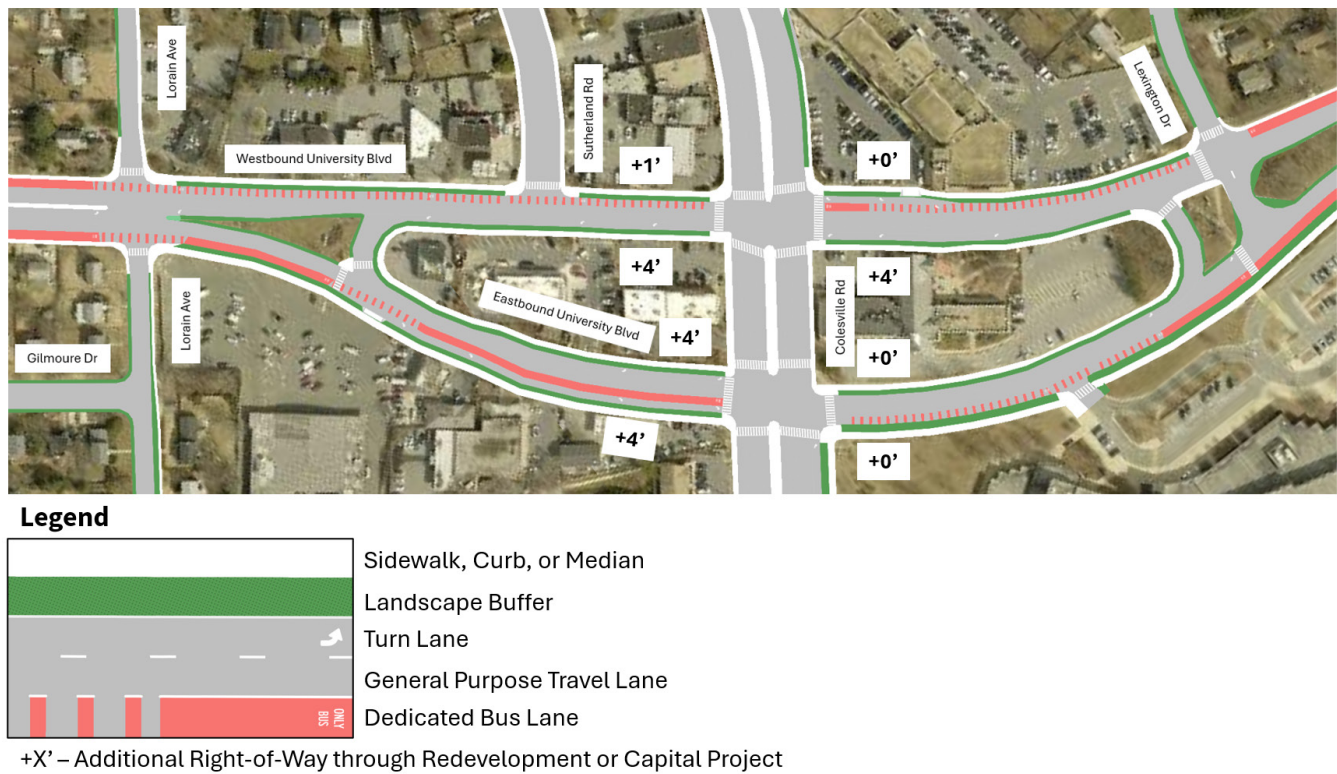 Lorain Ave
Sutherland Rd
Lexington Dr
Westbound University Blvd
+1’
+0’
+4’
+4’
Eastbound University Blvd
+4’
Colesville Rd
Lorain Ave
Gilmoure Dr
+0’
+4’
+0’
Legend
Sidewalk, Curb, or Median
Landscape Buffer
Turn Lane
General Purpose Travel Lane
ONLY
BUS
Dedicated Bus Lane
+X’ – Additional Right-of-Way through Redevelopment or Capital Project